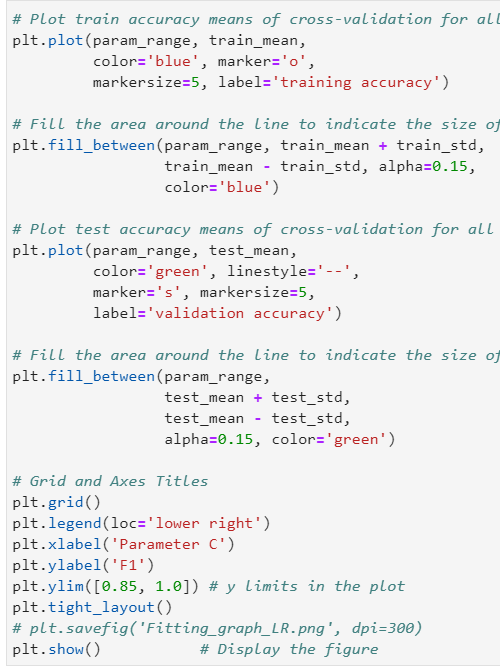 # Plot train accuracy means of cross-validation for all
plt.plot(param_range, train_mean,
         color='blue', marker='o',
         markersize=5, label='training accuracy')

# Fill the area around the line to indicate the size of
plt.fill_between(param_range, train_mean + train_std,
                 train_mean - train_std, alpha=0.15,
                 color='blue')

# Plot test accuracy means of cross-validation for all
plt.plot(param_range, test_mean,
         color='green', linestyle='--',
         marker='s', markersize=5,
         label='validation accuracy')

# Fill the area around the line to indicate the size of
plt.fill_between(param_range,
                 test_mean + test_std,
                 test_mean - test_std,
                 alpha=0.15, color='green')

# Grid and Axes Titles
plt.grid()
plt.legend(loc='lower right')
plt.xlabel('Parameter C')
plt.ylabel('F1')
plt.ylim([0.85, 1.0]) # y limits in the plot
plt.tight_layout()
# plt.savefig('Fitting_graph_LR.png', dpi=300)
plt.show()           # Display the figure